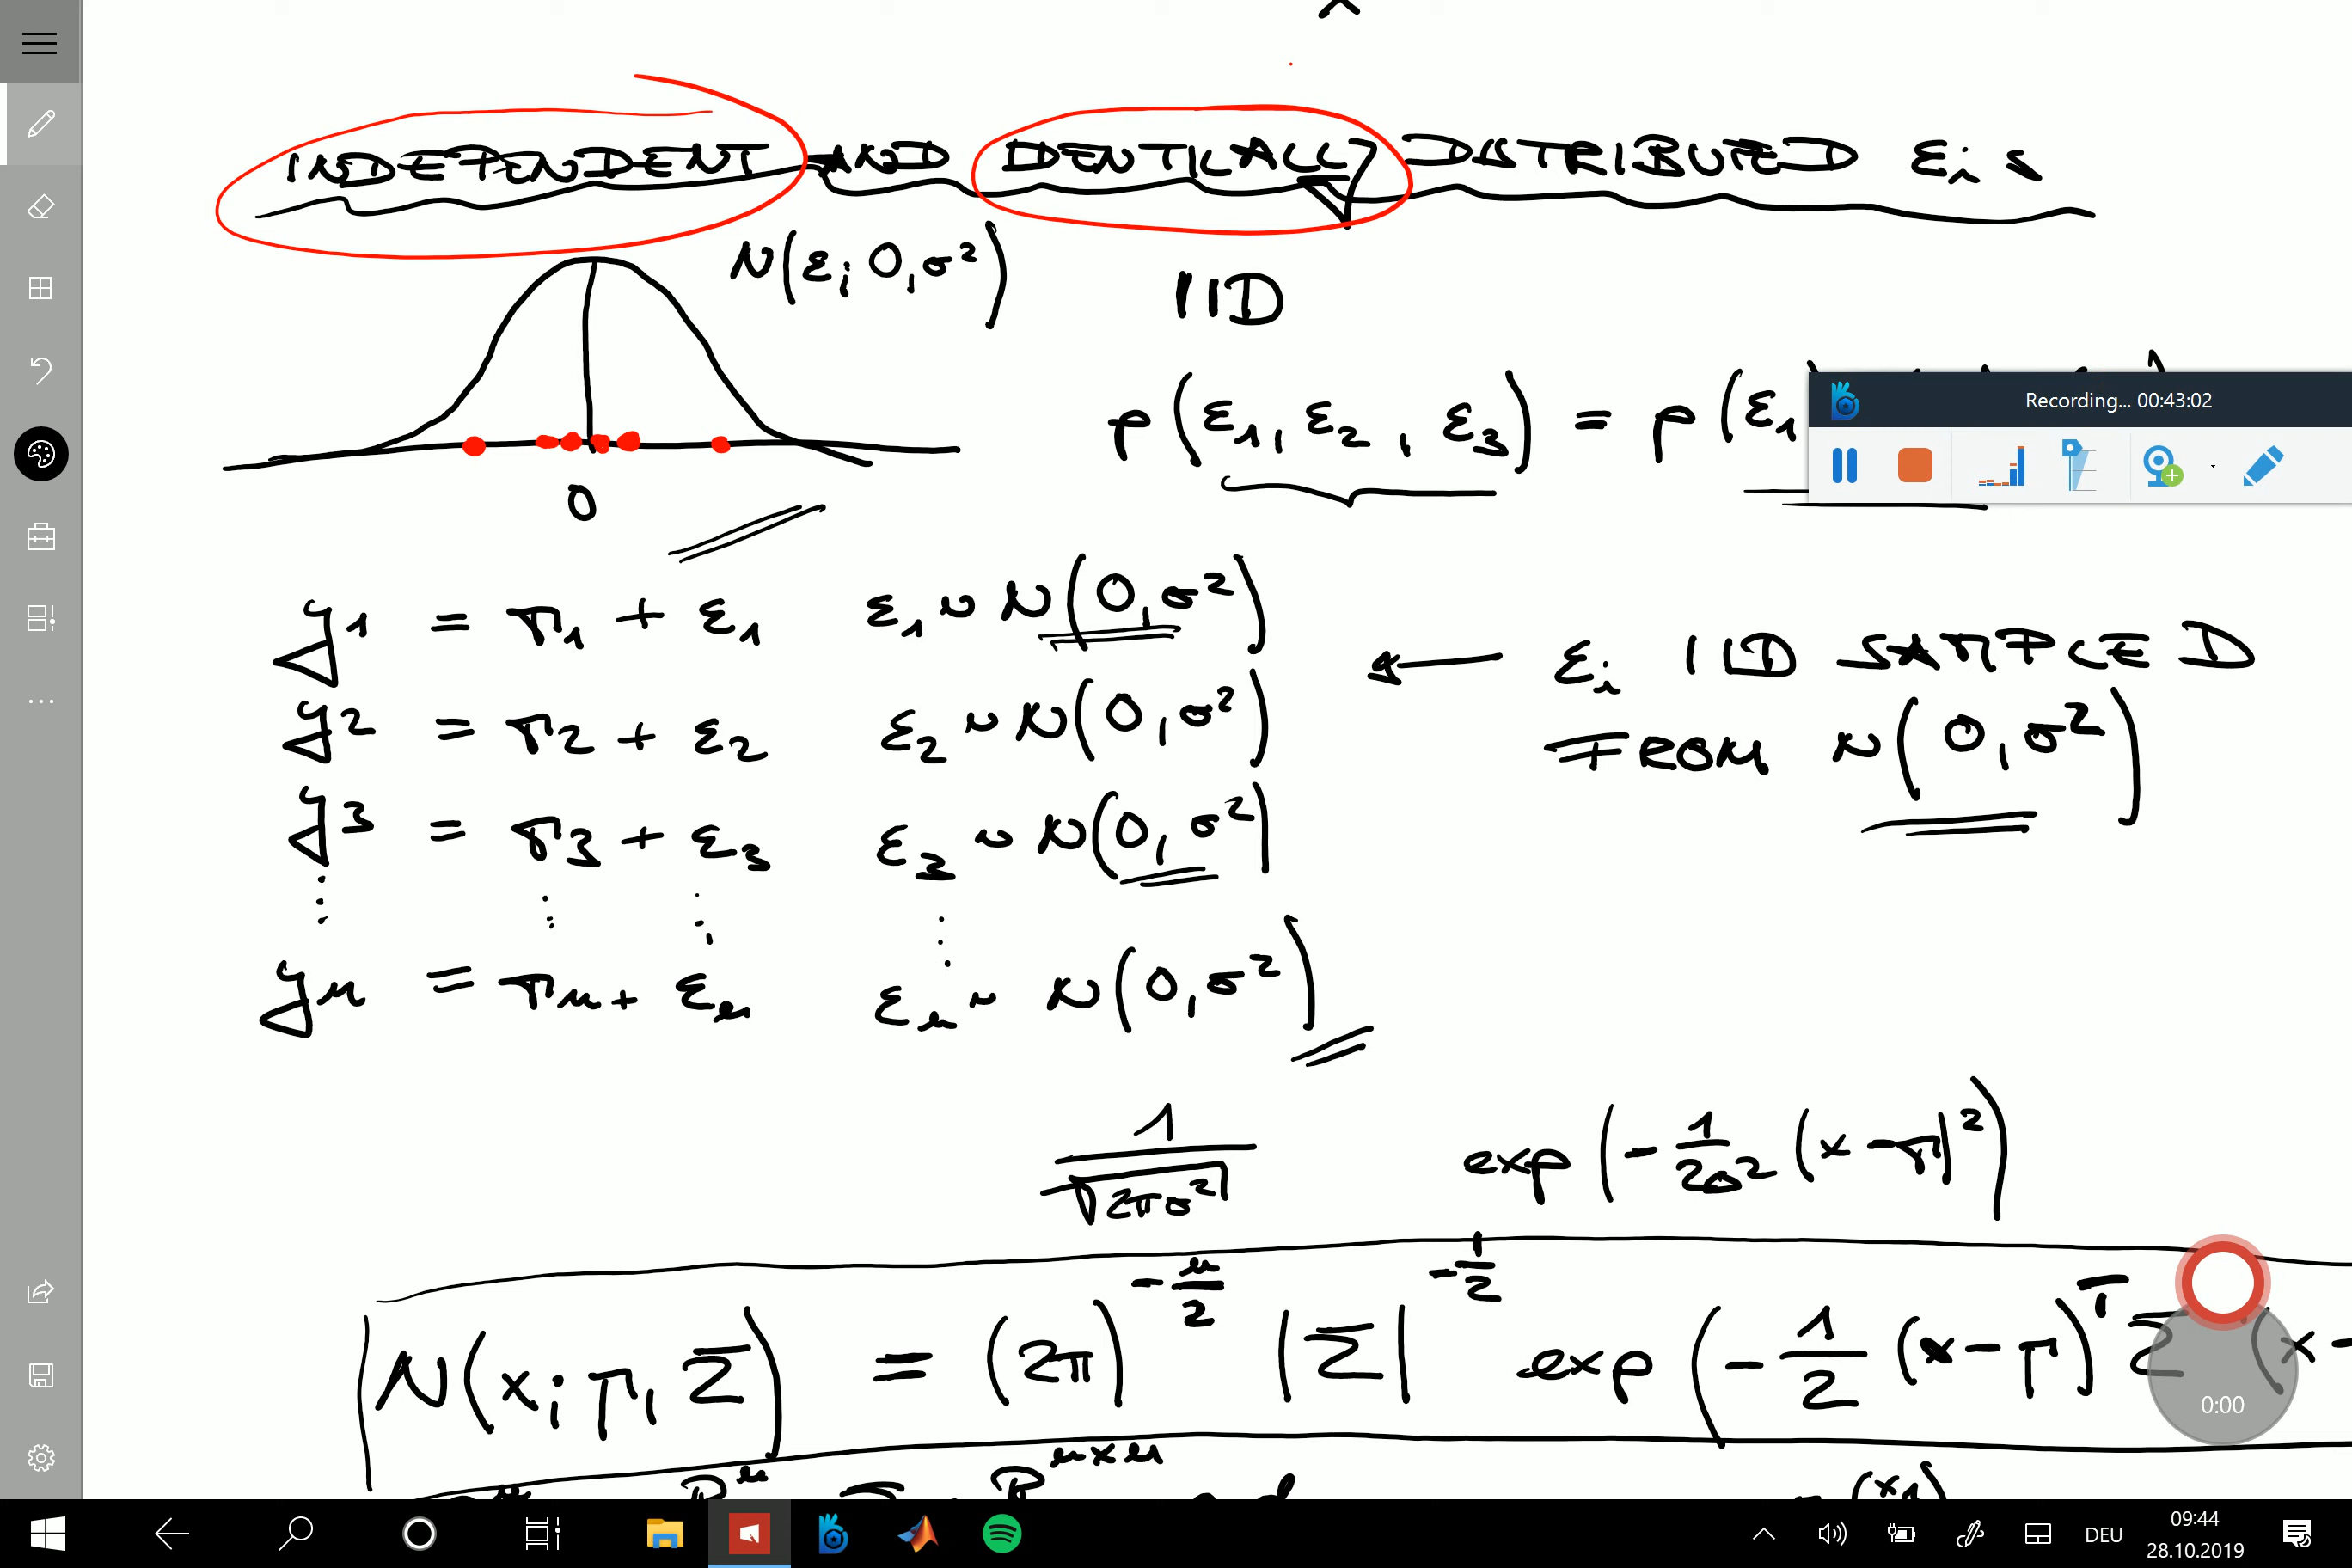 INDEPENDENT AND IDENTICALLY DISTRIBUTED εᵢ s
N(ε; 0, σ²)
IID
p(ε₁, ε₂, ε₃) = p(ε₁)
Recording... 00:43:02
0
y₁ = μ₁ + ε₁ ε₁ ~ N(0, σ²)
← εᵢ IID SAMPLED
y₂ = μ₂ + ε₂ ε₂ ~ N(0, σ²)
FROM N(0, σ²)
y₃ = μ₃ + ε₃ ε₃ ~ N(0, σ²)
⋮ ⋮ ⋮ ⋮
yₙ = μₙ + εₙ εₙ ~ N(0, σ²)
1/√(2πσ²) exp(-1/(2σ²) (x - μ)²)
N(x; μ, Σ) = (2π)^(-n/2) |Σ|^(-1/2) exp(-1/2 (x - μ)ᵀ Σ (x -
0:00
DEU
09:44
28.10.2019